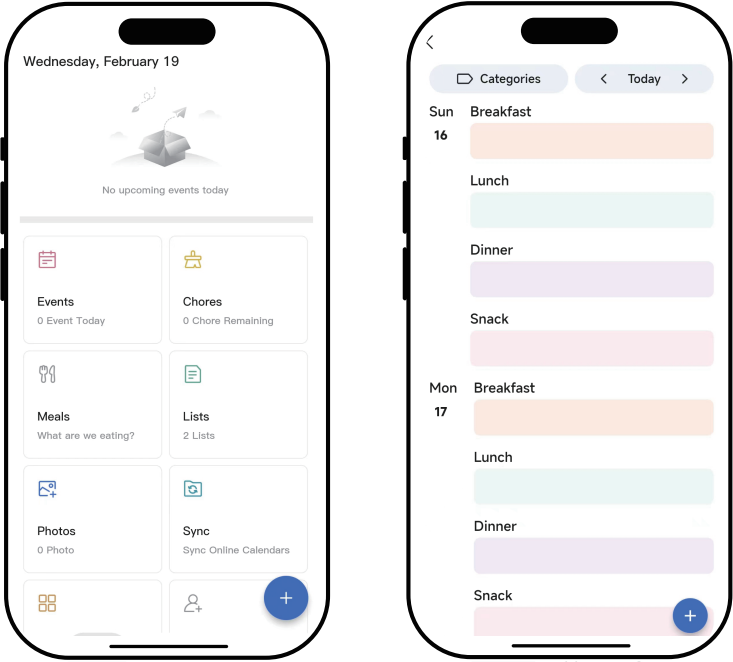 Wednesday, February 19
No upcoming events today
Events
0 Event Today
Chores
0 Chore Remaining
Meals
What are we eating?
Lists
2 Lists
Photos
0 Photo
Sync
Sync Online Calendars
Categories
Today
Sun
16
Breakfast
Lunch
Dinner
Snack
Mon
17
Breakfast
Lunch
Dinner
Snack